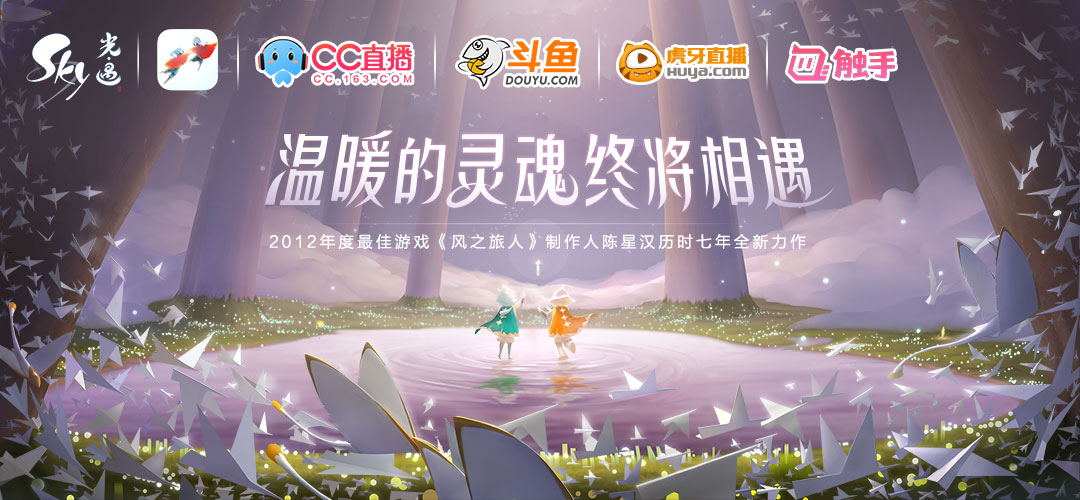 Sky 光·遇
CC直播
CC.163.COM
斗鱼
DOUYU.COM
虎牙直播
HUYA.com
触手
温暖的灵魂 终将相遇
2012年度最佳游戏《风之旅人》制作人陈星汉历时七年全新力作